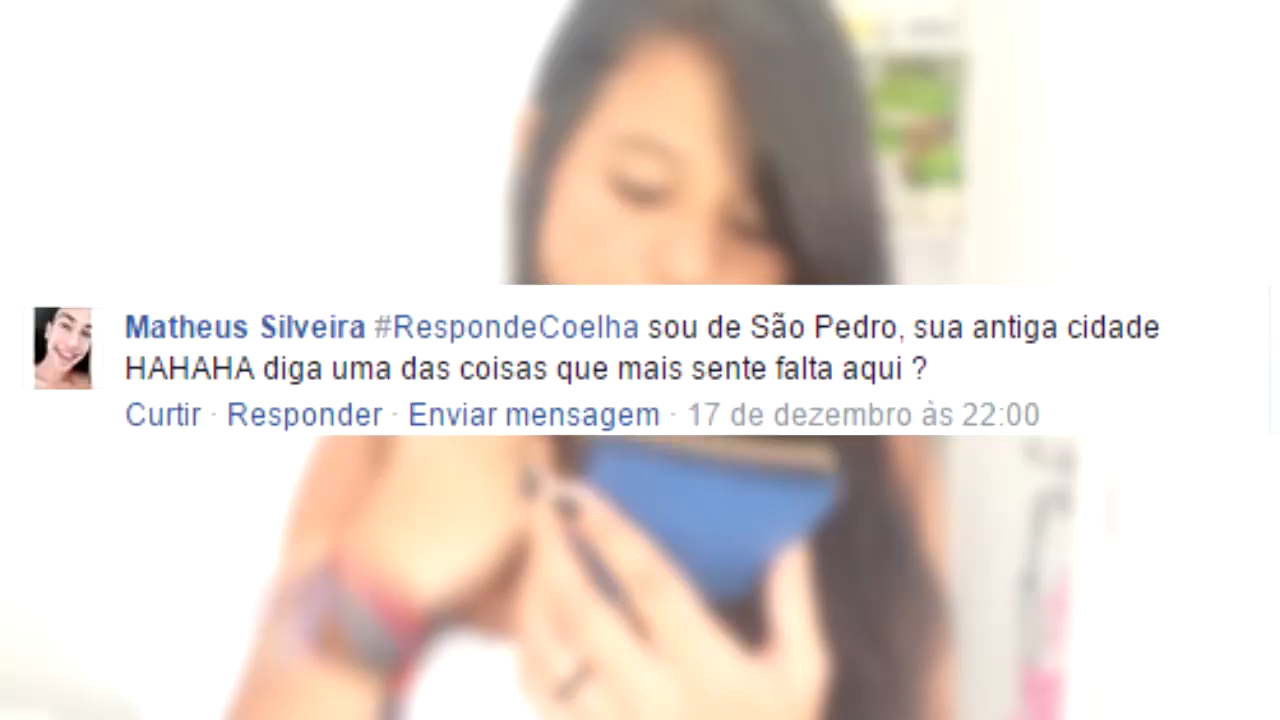 Matheus Silveira #RespondeCoelha sou de São Pedro, sua antiga cidade
HAHAHA diga uma das coisas que mais sente falta aqui ?
Curtir · Responder · Enviar mensagem · 17 de dezembro às 22:00